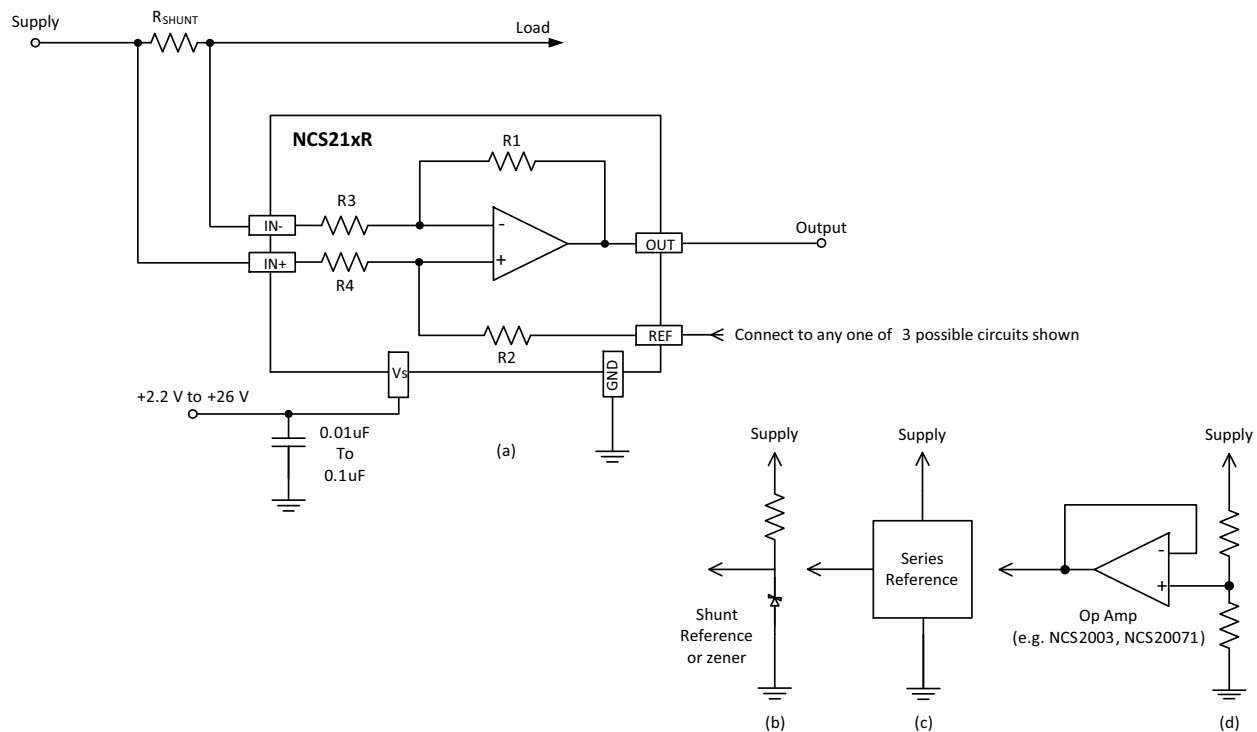 Supply
RSHUNT
Load
NCS21xR
R1
R3
IN-
-
OUT
Output
IN+
+
R4
R2
REF
Connect to any one of 3 possible circuits shown
Vs
GND
+2.2 V to +26 V
0.01uF
To
0.1uF
(a)
Supply
Supply
Supply
Shunt
Reference
or zener
Series
Reference
-
+
Op Amp
(e.g. NCS2003, NCS20071)
(b)
(c)
(d)